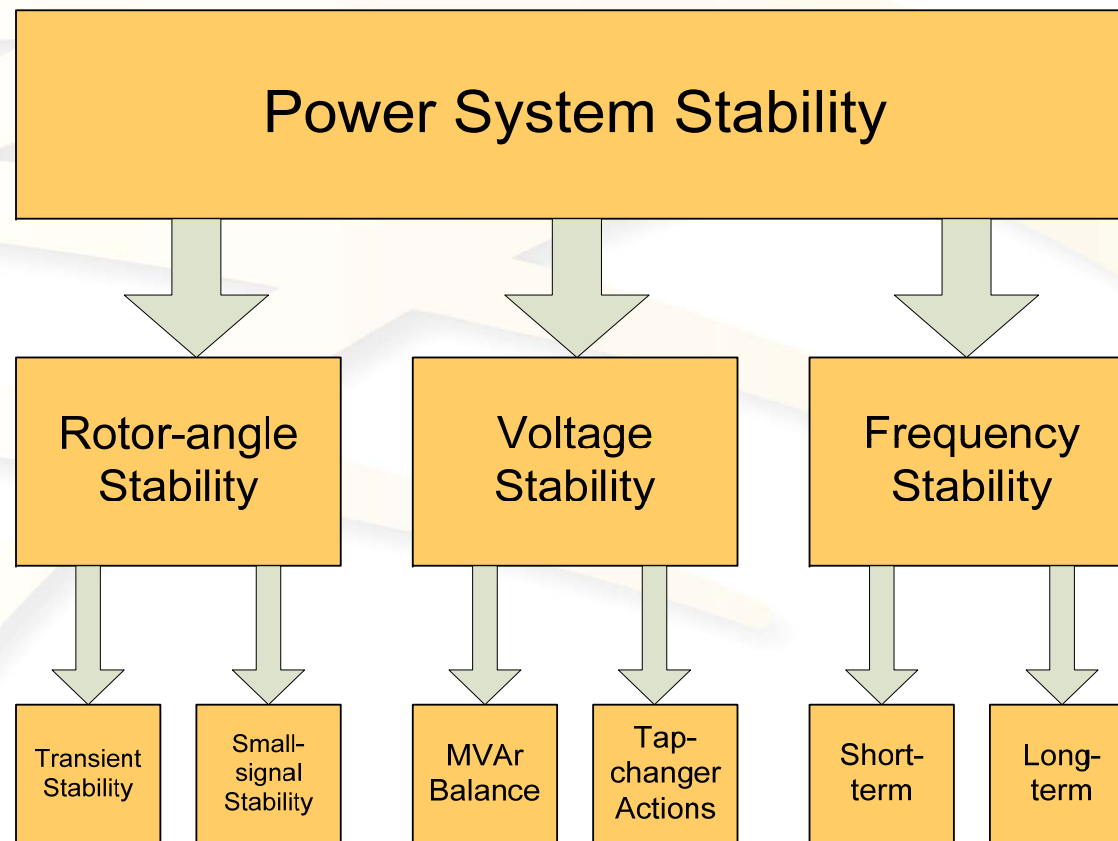 Power System Stability
Rotor-angle
Stability
Voltage
Stability
Frequency
Stability
Transient
Stability
Small-
signal
Stability
MVAr
Balance
Tap-
changer
Actions
Short-
term
Long-
term